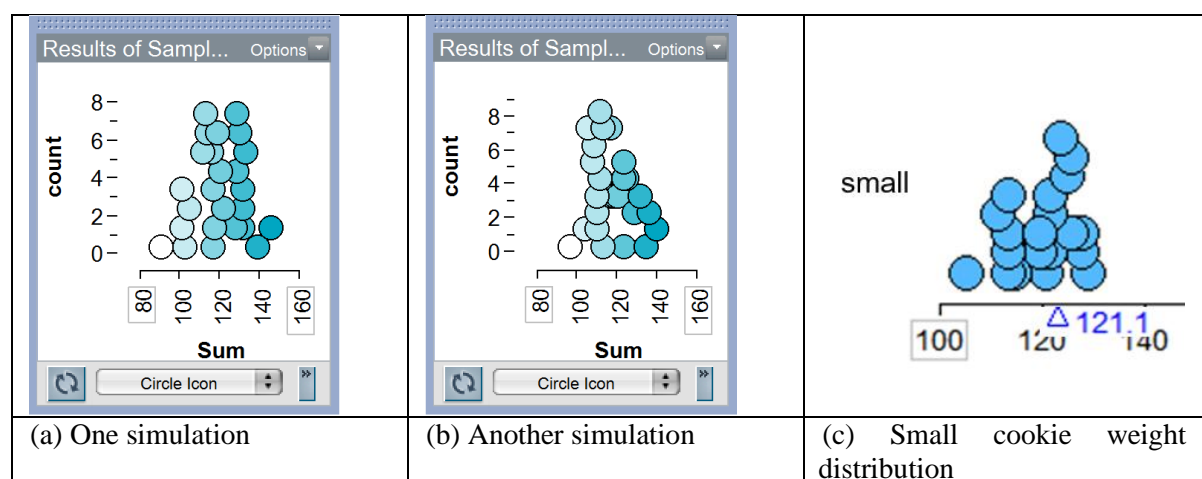 Results of Sampl... Options
8
6
4
2
0
count
80
100
120
140
160
Sum
Circle Icon
»
(a) One simulation
Results of Sampl... Options
8
6
4
2
0
count
80
100
120
140
160
Sum
Circle Icon
»
(b) Another simulation
small
121.1
100 120 140
(c) Small cookie weight
distribution